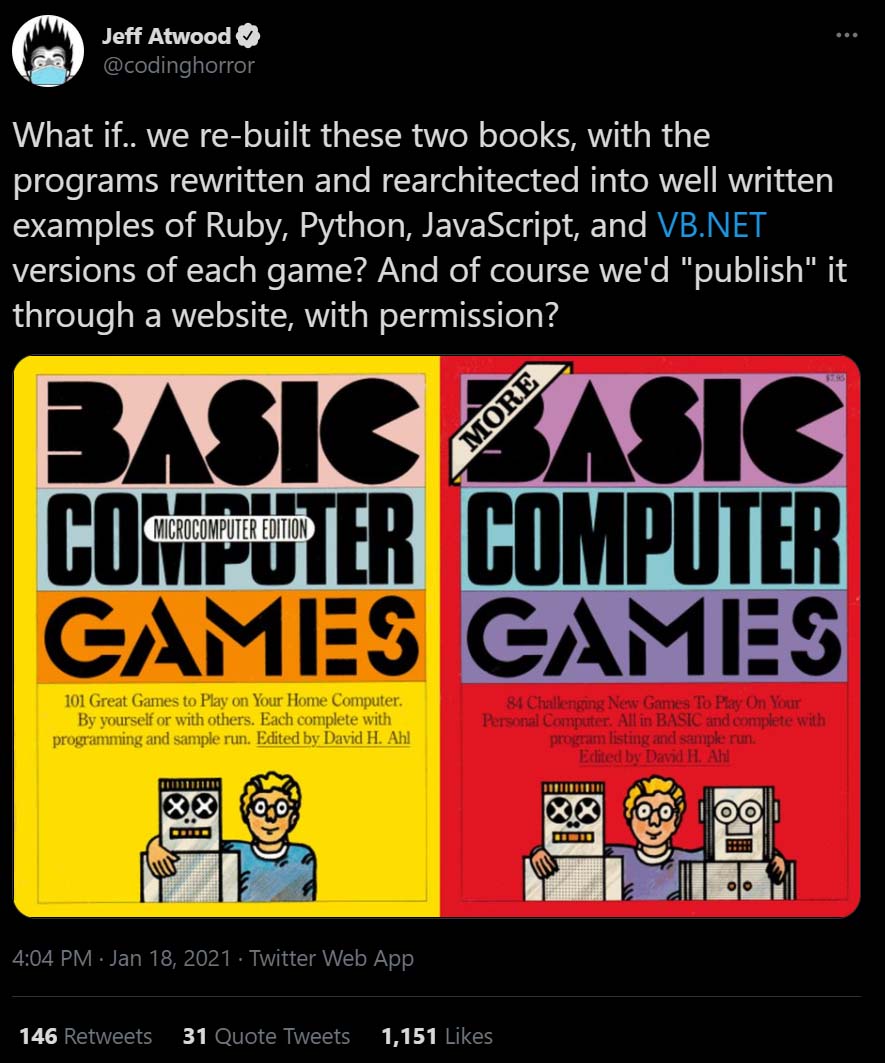 Jeff Atwood
@codinghorror
What if.. we re-built these two books, with the
programs rewritten and rearchitected into well written
examples of Ruby, Python, JavaScript, and VB.NET
versions of each game? And of course we'd "publish" it
through a website, with permission?
BASIC
MICROCOMPUTER EDITION
COMPUTER
GAMES
101 Great Games to Play on Your Home Computer.
By yourself or with others. Each complete with
programming and sample run. Edited by David H. Ahl
$7.95
MORE
BASIC
COMPUTER
GAMES
84 Challenging New Games To Play On Your
Personal Computer. All in BASIC and complete with
program listing and sample run.
Edited by David H. Ahl
4:04 PM · Jan 18, 2021 · Twitter Web App
146 Retweets 31 Quote Tweets 1,151 Likes